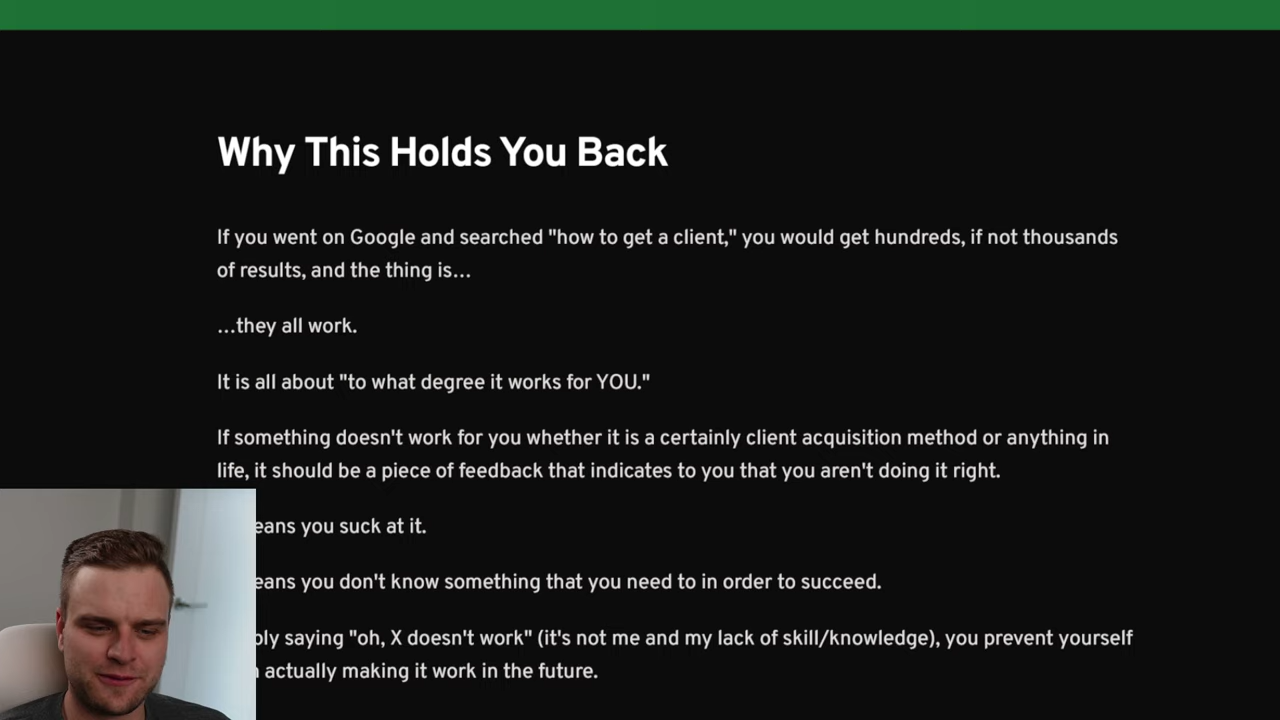 Why This Holds You Back
If you went on Google and searched "how to get a client," you would get hundreds, if not thousands
of results, and the thing is...
...they all work.
It is all about "to what degree it works for YOU."
If something doesn't work for you whether it is a certainly client acquisition method or anything in
life, it should be a piece of feedback that indicates to you that you aren't doing it right.
you suck at it.
you don't know something that you need to in order to succeed.
saying "oh, X doesn't work" (it's not me and my lack of skill/knowledge), you prevent yourself
actually making it work in the future.